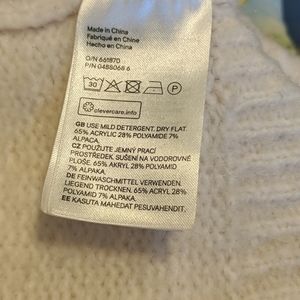 Made in China
Fabriqué en Chine
Hecho en China
O/N 661870
P/N 0488068 6
30
P
clevercare.info
GB USE MILD DETERGENT. DRY FLAT.
65% ACRYLIC 28% POLYAMIDE 7%
ALPACA.
CZ POUŽIJTE JEMNÝ PRACÍ
PROSTŘEDEK. SUŠENÍ NA VODOROVNÉ
PLOŠE. 65% AKRYL 28% POLYAMID
7% ALPAKA.
DE FEINWASCHMITTEL VERWENDEN.
LIEGEND TROCKNEN. 65% ACRYL 28%
POLYAMID 7% ALPAKA.
EE KASUTA MAHEDAT PESUVAHENDIT.